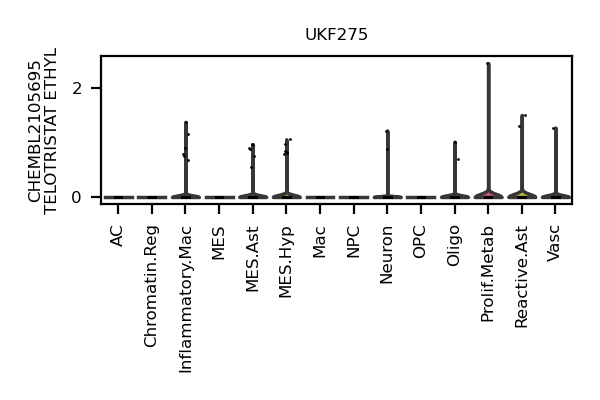 UKF275
CHEMBL2105695
TELOTRISTAT ETHYL
2
0
AC
Chromatin.Reg
Inflammatory.Mac
MES
MES.Ast
MES.Hyp
Mac
NPC
Neuron
OPC
Oligo
Prolif.Metab
Reactive.Ast
Vasc